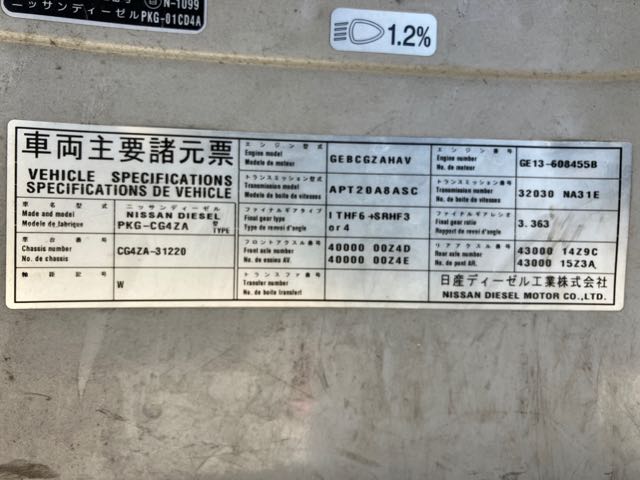 N-1099
ニッサンディーゼル PKG-01CD4A
1.2%
車両主要諸元票
VEHICLE SPECIFICATIONS
SPECIFICATIONS DE VEHICLE
車名型式
Made and model
Modele de fabrique
ニッサンディーゼル
NISSAN DIESEL
PKG-CG4ZA 型 TYPE
車台番号
Chassis number
No. de chassis
CG4ZA-31220
軸距記号
W
エンジン型式
Engine model
Modele de moteur
GEBCGZAHAV
トランスミッション型式
Transmission model
Modele de boite de vitesses
APT20A8ASC
ファイナルギアタイプ
Final gear type
Type de renvoi d'angle
I THF6+SRHF3
or 4
フロントアクスル番号
Front axle number
No. de essieu AV.
40000 00Z4D
40000 00Z4E
トランスファ番号
Transfer number
No. de boite transfert
エンジン番号
Engine number
No. de moteur
GE13-608455B
トランスミッション番号
Transmission number
No. de boite de vitesses
32030 NA31E
ファイナルギアレシオ
Final gear ratio
Rapport de renvoi d'angle
3.363
リアアクスル番号
Rear axle number
No. de post AR.
43000 14Z9C
43000 15Z3A
日産ディーゼル工業株式会社
NISSAN DIESEL MOTOR CO., LTD.